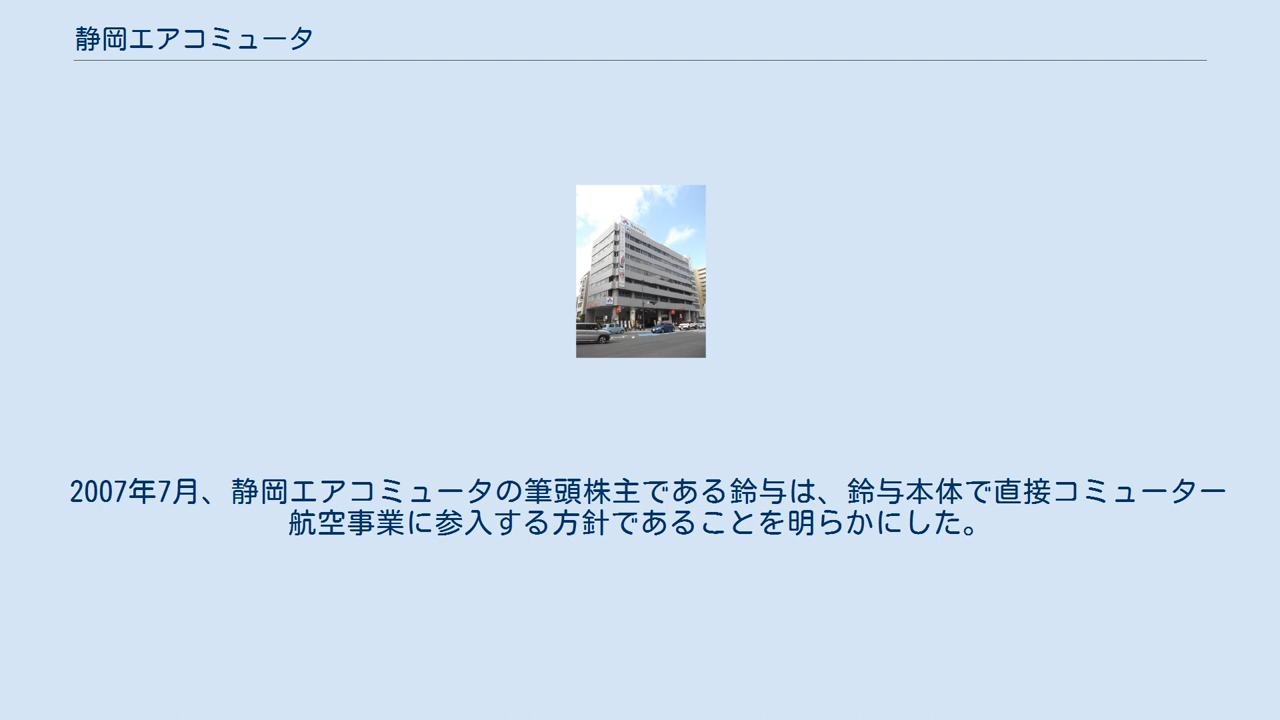 静岡エアコミュータ
2007年7月、静岡エアコミュータの筆頭株主である鈴与は、鈴与本体で直接コミューター
航空事業に参入する方針であることを明らかにした。